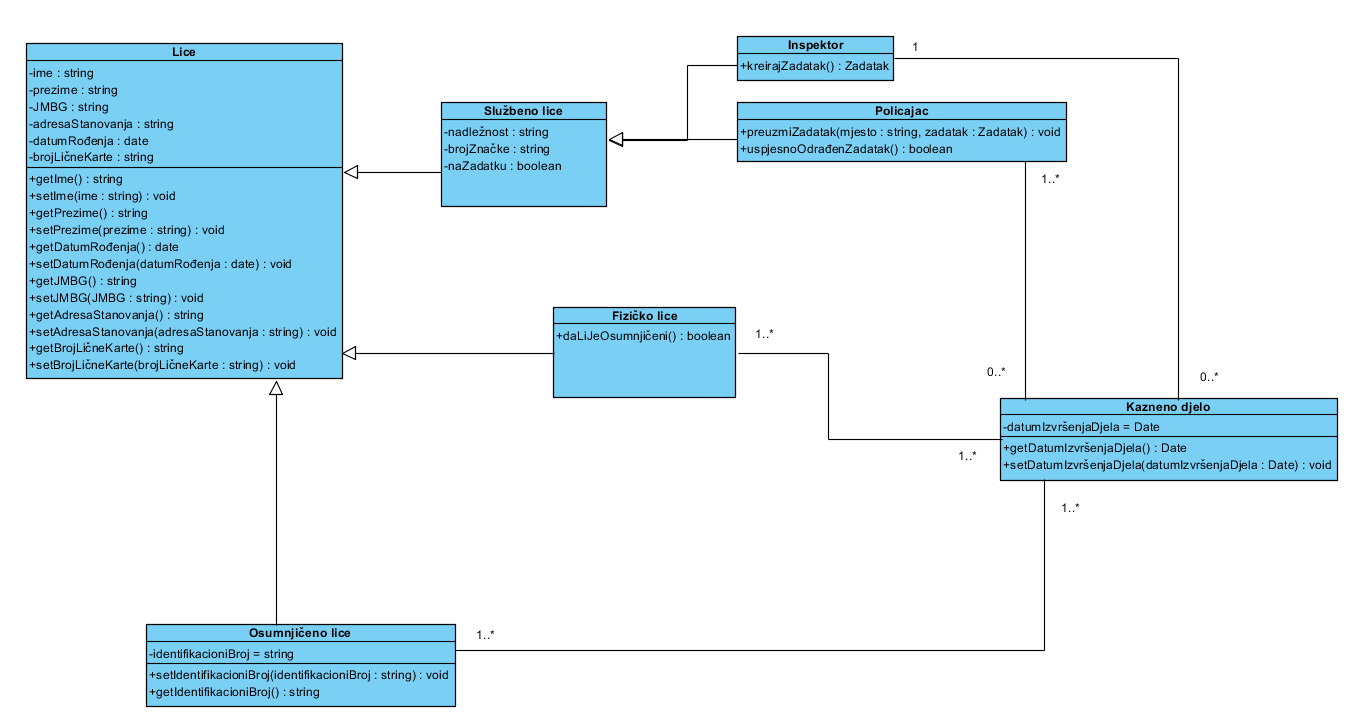 Lice
-ime : string
-prezime : string
-JMBG : string
-adresaStanovanja : string
-datumRođenja : date
-brojLičneKarte : string
+getIme() : string
+setIme(ime : string) : void
+getPrezime() : string
+setPrezime(prezime : string) : void
+getDatumRođenja() : date
+setDatumRođenja(datumRođenja : date) : void
+getJMBG() : string
+setJMBG(JMBG : string) : void
+getAdresaStanovanja() : string
+setAdresaStanovanja(adresaStanovanja : string) : void
+getBrojLičneKarte() : string
+setBrojLičneKarte(brojLičneKarte : string) : void
Službeno lice
-nadležnost : string
-brojZnačke : string
-naZadatku : boolean
Inspektor
+kreirajZadatak() : Zadatak
1
Policajac
+preuzmiZadatak(mjesto : string, zadatak : Zadatak) : void
+uspjesnoOdrađenZadatak() : boolean
1..*
Fizičko lice
+daLiJeOsumnjičeni() : boolean
1..*
0..*
0..*
Kazneno djelo
-datumIzvršenjaDjela = Date
+getDatumIzvršenjaDjela() : Date
+setDatumIzvršenjaDjela(datumIzvršenjaDjela : Date) : void
1..*
1..*
Osumnjičeno lice
-identifikacioniBroj = string
+setIdentifikacioniBroj(identifikacioniBroj : string) : void
+getIdentifikacioniBroj() : string
1..*